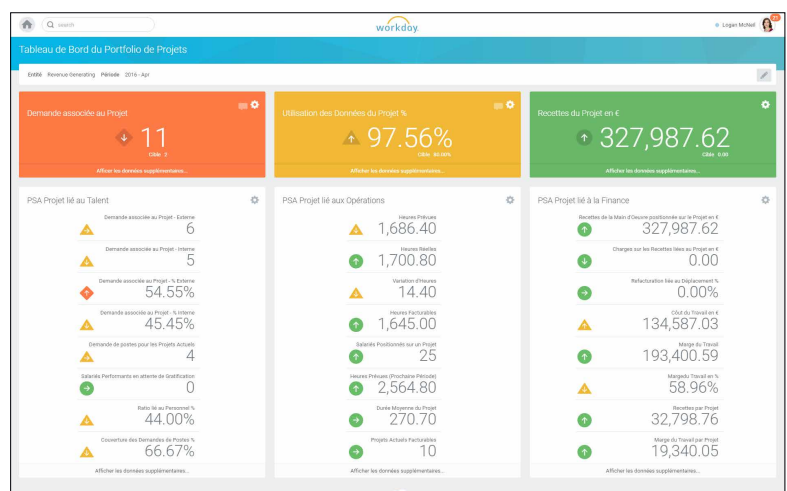 search
workday.
Logan McNeil
21
Tableau de Bord du Portfolio de Projets
Entité Revenue Generating Période 2016 - Apr
Demande associée au Projet
11
Cible 2
Afficer les données supplémentaires...
Utilisation des Données du Projet %
97.56%
Cible 80.00%
Afficher les données supplémentaires...
Recettes du Projet en €
327,987.62
Cible 0.00
Afficher les données supplémentaires...
PSA Projet lié au Talent
Demande associée au Projet - Externe
6
Demande associée au Projet - Interne
5
Demande associée au Projet - % Externe
54.55%
Demande associée au Projet - % Interne
45.45%
Demande de postes pour les Projets Actuels
4
Salariés Performants en attente de Gratification
0
Ratio lié au Personnel %
44.00%
Couverture des Demandes de Postes %
66.67%
Afficher les données supplémentaires...
PSA Projet lié aux Opérations
Heures Prévues
1,686.40
Heures Réelles
1,700.80
Variation d'Heures
14.40
Heures Facturables
1,645.00
Salariés Positionnés sur un Projet
25
Heures Prévues (Prochaine Période)
2,564.80
Durée Moyenne du Projet
270.70
Projets Actuels Facturables
10
Afficher les données supplémentaires...
PSA Projet lié à la Finance
Recettes de la Main d'Oeuvre positionnée sur le Projet en €
327,987.62
Charges sur les Recettes liées au Projet en €
0.00
Refacturation liée au Déplacement %
0.00%
Côut du Travail en €
134,587.03
Marge du Travail
193,400.59
Margedu Travail en %
58.96%
Recettes par Projet
32,798.76
Marge du Travail par Projet
19,340.05
Afficher les données supplémentaires...